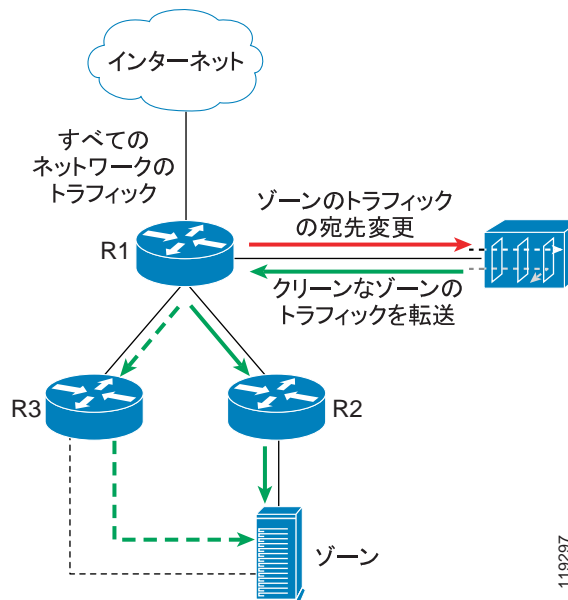 インターネット
すべての
ネットワークの
トラフィック
ゾーンのトラフィック
の宛先変更
R1
クリーンなゾーンの
トラフィックを転送
R3
R2
ゾーン
119297